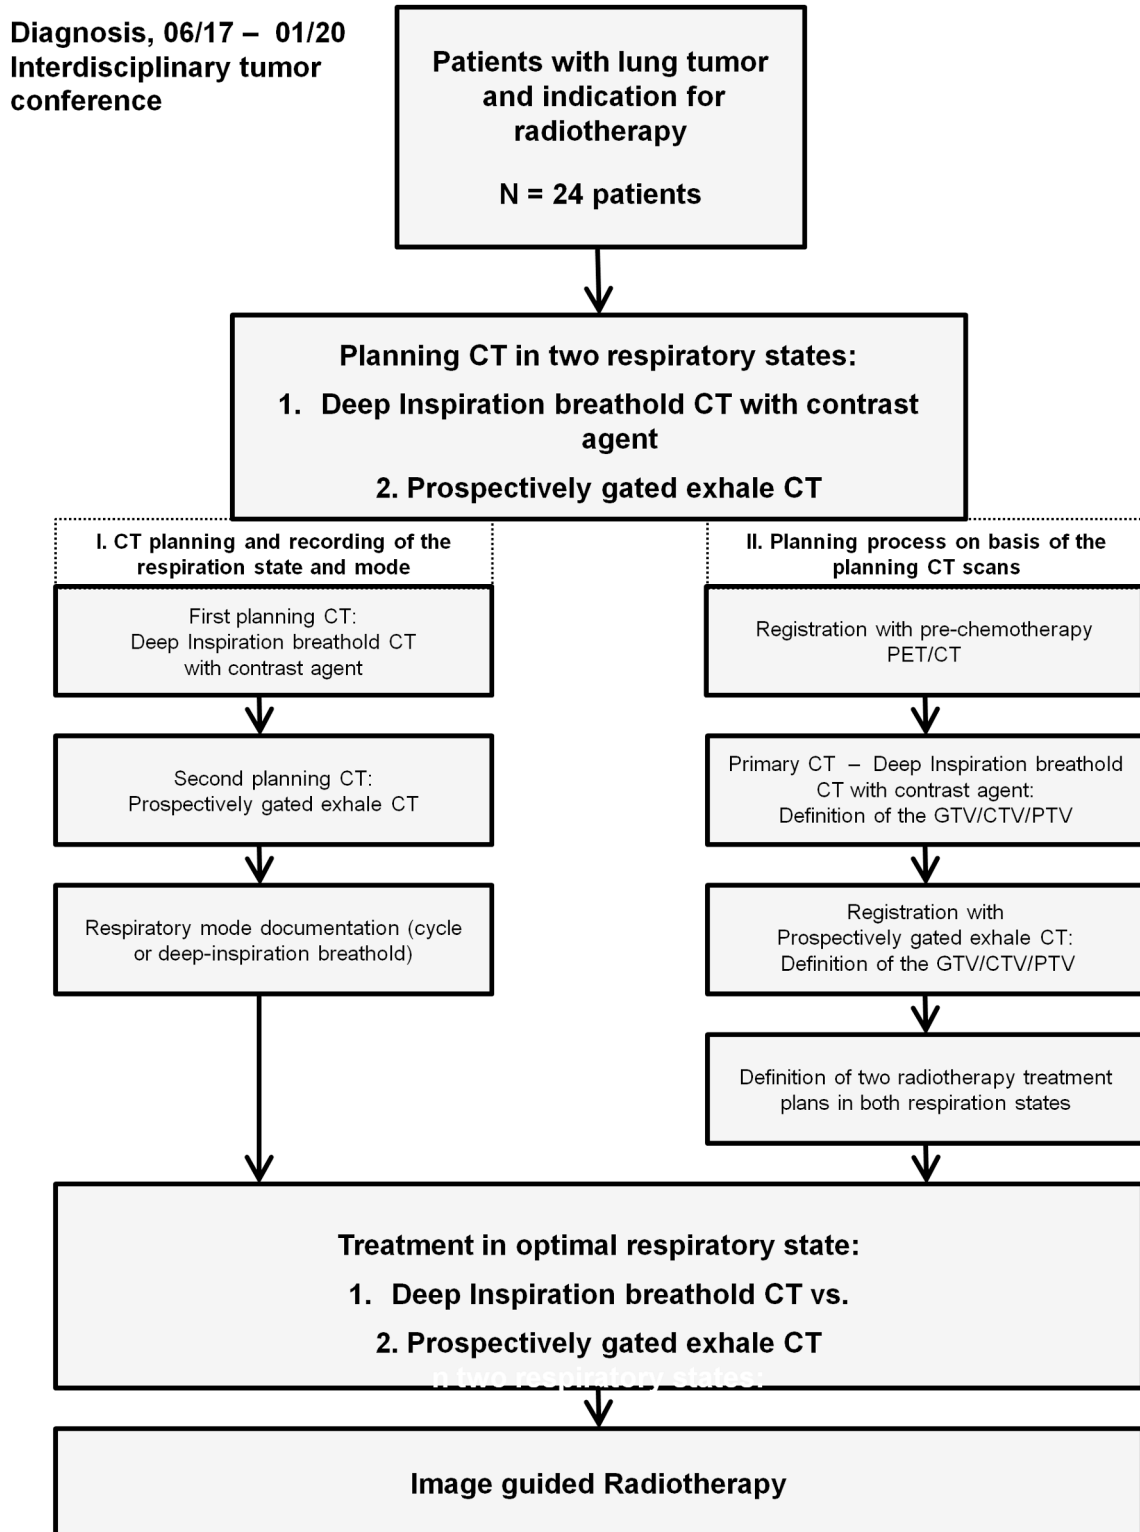 Diagnosis, 06/17 – 01/20
Interdisciplinary tumor
conference
Patients with lung tumor
and indication for
radiotherapy
N = 24 patients
Planning CT in two respiratory states:
1. Deep Inspiration breathold CT with contrast
agent
2. Prospectively gated exhale CT
I. CT planning and recording of the
respiration state and mode
First planning CT:
Deep Inspiration breathold CT
with contrast agent
Second planning CT:
Prospectively gated exhale CT
Respiratory mode documentation (cycle
or deep-inspiration breathold)
II. Planning process on basis of the
planning CT scans
Registration with pre-chemotherapy
PET/CT
Primary CT – Deep Inspiration breathold
CT with contrast agent:
Definition of the GTV/CTV/PTV
Registration with
Prospectively gated exhale CT:
Definition of the GTV/CTV/PTV
Definition of two radiotherapy treatment
plans in both respiration states
Treatment in optimal respiratory state:
1. Deep Inspiration breathold CT vs.
2. Prospectively gated exhale CT
n two respiratory states:
Image guided Radiotherapy